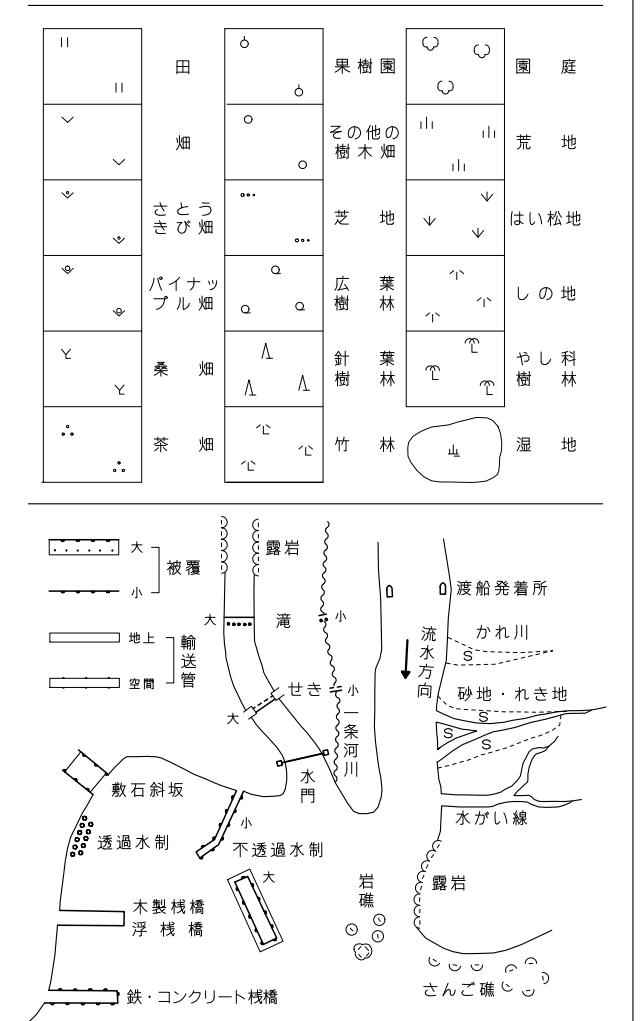 田
果樹園
園庭
畑
その他の
樹木畑
荒地
さとう
きび畑
芝地
はい松地
パイナッ
プル畑
広葉
樹林
しの地
桑畑
針葉
樹林
やし科
樹林
茶畑
竹林
湿地
大
小
被覆
地上
空間
輸送管
露岩
大
滝
小
せき
小
大
一条河川
水門
渡船発着所
流水方向
かれ川
S
砂地・れき地
S
S
S
水がい線
敷石斜坂
透過水制
小
不透過水制
大
木製桟橋
浮桟橋
鉄・コンクリート桟橋
岩礁
露岩
さんご礁